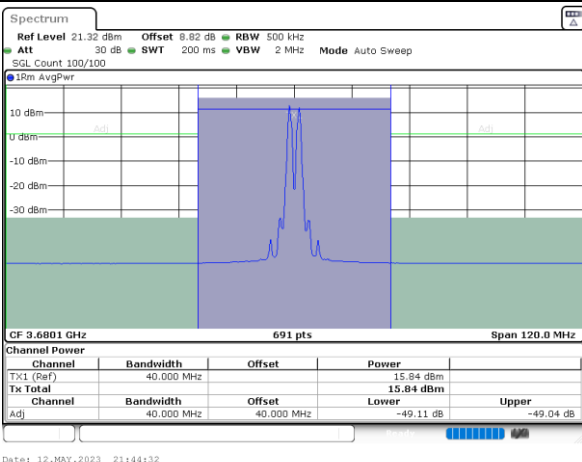 Spectrum
Ref Level 21.32 dBm Offset 8.82 dB RBW 500 kHz
Att 30 dB SWT 200 ms VBW 2 MHz Mode Auto Sweep
SGL Count 100/100
1Rm AvgPwr
10 dBm
Adj Adj
0 dBm
-10 dBm
-20 dBm
-30 dBm
CF 3.6801 GHz 691 pts Span 120.0 MHz
Channel Power
Channel Bandwidth Offset Power
TX1 (Ref) 40.000 MHz 15.84 dBm
Tx Total 15.84 dBm
Channel Bandwidth Offset Lower Upper
Adj 40.000 MHz 40.000 MHz -49.11 dB -49.04 dB
Date: 12.MAY.2023 21:44:32